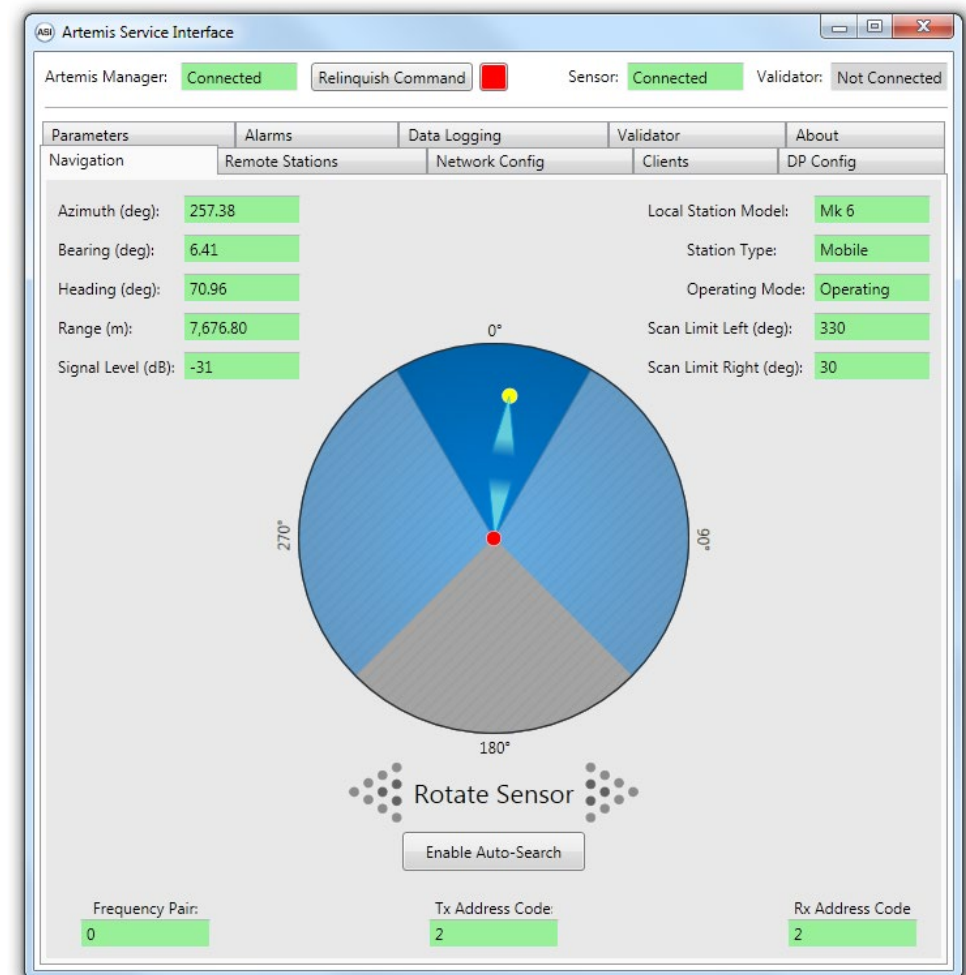 ASI Artemis Service Interface
Artemis Manager: Connected Relinquish Command Sensor: Connected Validator: Not Connected
Parameters Alarms Data Logging Validator About
Navigation Remote Stations Network Config Clients DP Config
Azimuth (deg): 257.38 Local Station Model: Mk 6
Bearing (deg): 6.41 Station Type: Mobile
Heading (deg): 70.96 Operating Mode: Operating
Range (m): 7,676.80 Scan Limit Left (deg): 330
Signal Level (dB): -31 Scan Limit Right (deg): 30
0°
270° 90°
180°
Rotate Sensor
Enable Auto-Search
Frequency Pair: Tx Address Code: Rx Address Code
0 2 2